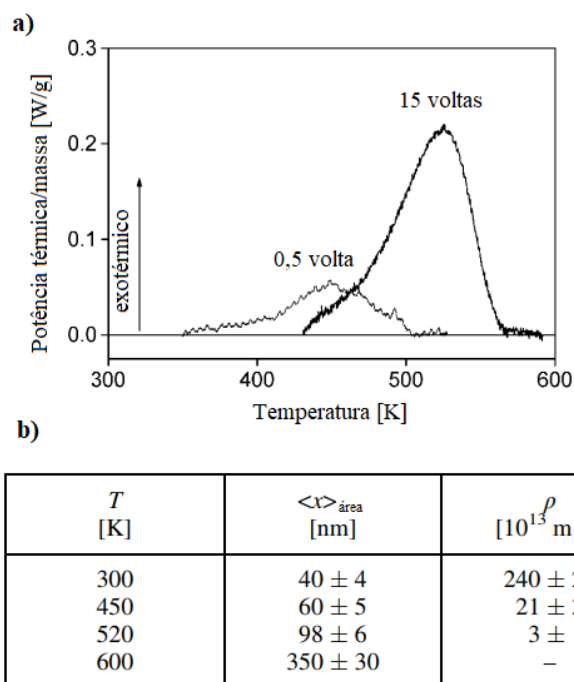 a)
0.3
0.2
0.1
0.0
Potência térmica/massa [W/g]
exotérmico
15 voltas
0,5 volta
300 400 500 600
Temperatura [K]
b)
T <x>área ρ
[K] [nm] [10^13 m
300 40 ± 4 240 ±
450 60 ± 5 21 ±
520 98 ± 6 3 ±
600 350 ± 30 –